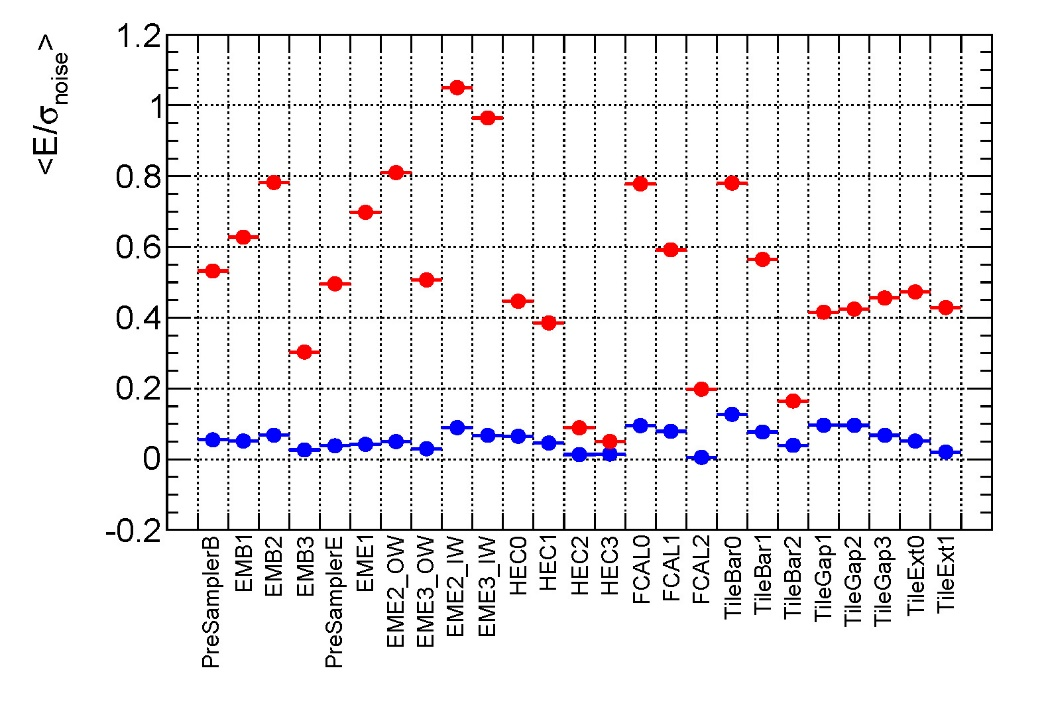 <E/σnoise>
1.2
1
0.8
0.6
0.4
0.2
0
-0.2
PreSamplerB
EMB1
EMB2
EMB3
PreSamplerE
EME1
EME2_OW
EME3_OW
EME2_IW
EME3_IW
HEC0
HEC1
HEC2
HEC3
FCAL0
FCAL1
FCAL2
TileBar0
TileBar1
TileBar2
TileGap1
TileGap2
TileGap3
TileExt0
TileExt1